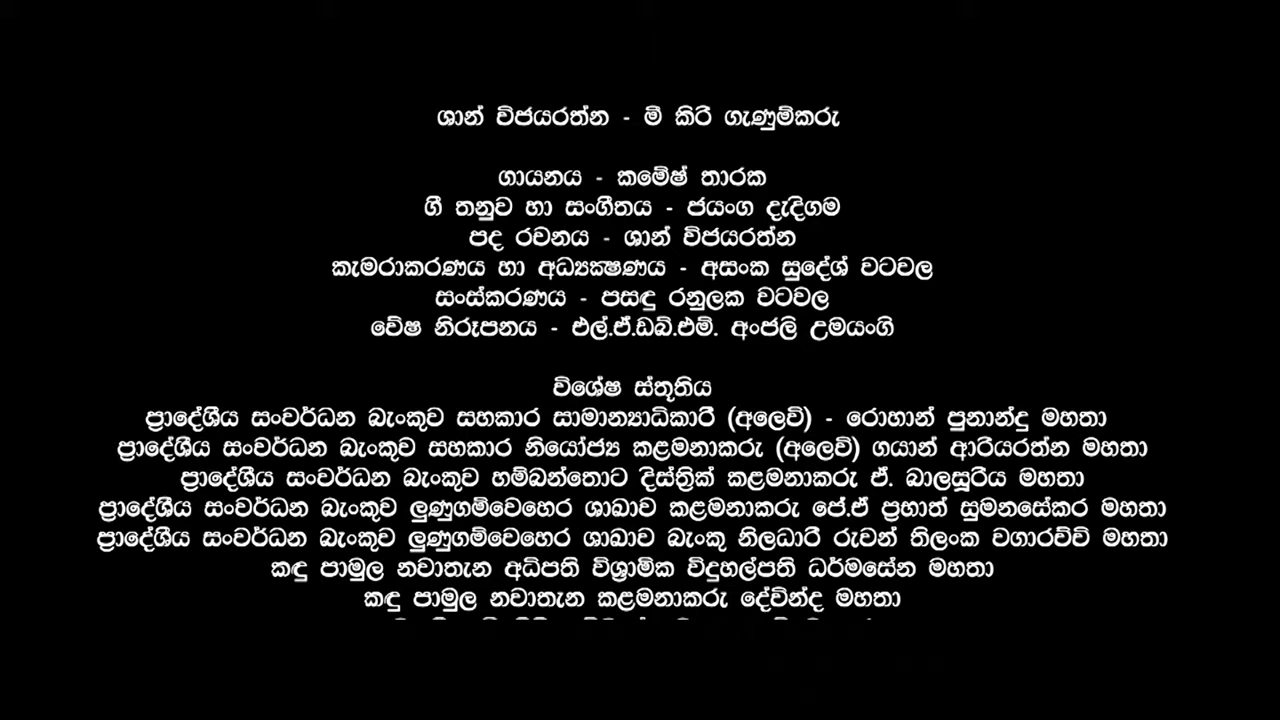 ශාන් විජයරත්න - මී කිරි ගැණුම්කරු
ගායනය - කමේෂ් තාරක
ගී තනුව හා සංගීතය - ජයංග දැදිගම
පද රචනය - ශාන් විජයරත්න
කැමරාකරණය හා අධ්‍යක්ෂණය - අසංක සුදේශ් වටවල
සංස්කරණය - පසඳු රනුලක වටවල
වේෂ නිරූපනය - එල්.ඒ.ඩබ්.එම්. අංජලි උමයංගි
විශේෂ ස්තූතිය
ප්‍රාදේශීය සංවර්ධන බැංකුව සහකාර සාමාන්‍යාධිකාරී (අලෙවි) - රොහාන් පුනාන්දු මහතා
ප්‍රාදේශීය සංවර්ධන බැංකුව සහකාර නියෝජ්‍ය කළමනාකරු (අලෙවි) ගයාන් ආරියරත්න මහතා
ප්‍රාදේශීය සංවර්ධන බැංකුව හම්බන්තොට දිස්ත්‍රික් කළමනාකරු ඒ. බාලසූරිය මහතා
ප්‍රාදේශීය සංවර්ධන බැංකුව ලුණුගම්වෙහෙර ශාඛාව කළමනාකරු පේ.ඒ ප්‍රභාත් සුමනසේකර මහතා
ප්‍රාදේශීය සංවර්ධන බැංකුව ලුණුගම්වෙහෙර ශාඛාව බැංකු නිලධාරී රුවන් තිලංක වගාරච්චි මහතා
කඳු පාමුල නවාතැන අධිපති විශ්‍රාමික විදුහල්පති ධර්මසේන මහතා
කඳු පාමුල නවාතැන කළමනාකරු දේවින්ද මහතා